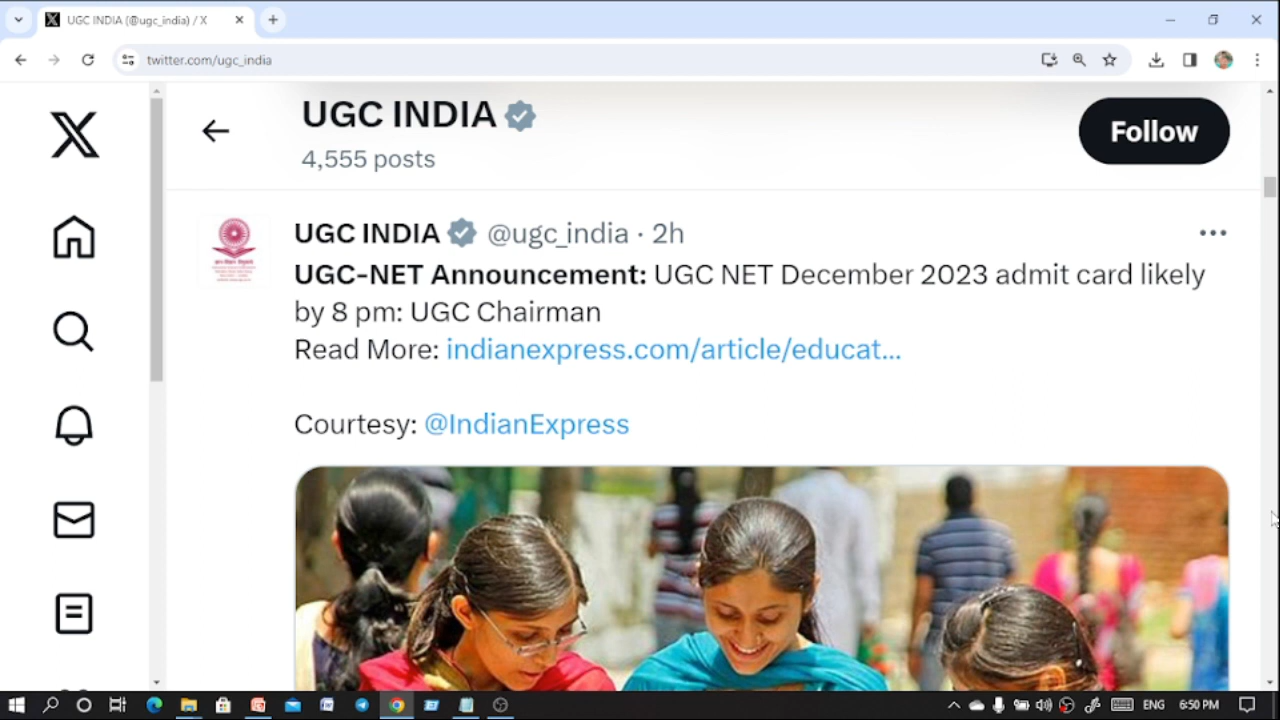 UGC INDIA (@ugc_india) / X
twitter.com/ugc_india
UGC INDIA
4,555 posts
Follow
UGC INDIA @ugc_india · 2h
UGC-NET Announcement: UGC NET December 2023 admit card likely
by 8 pm: UGC Chairman
Read More: indianexpress.com/article/educat...
Courtesy: @IndianExpress
ENG 6:50 PM